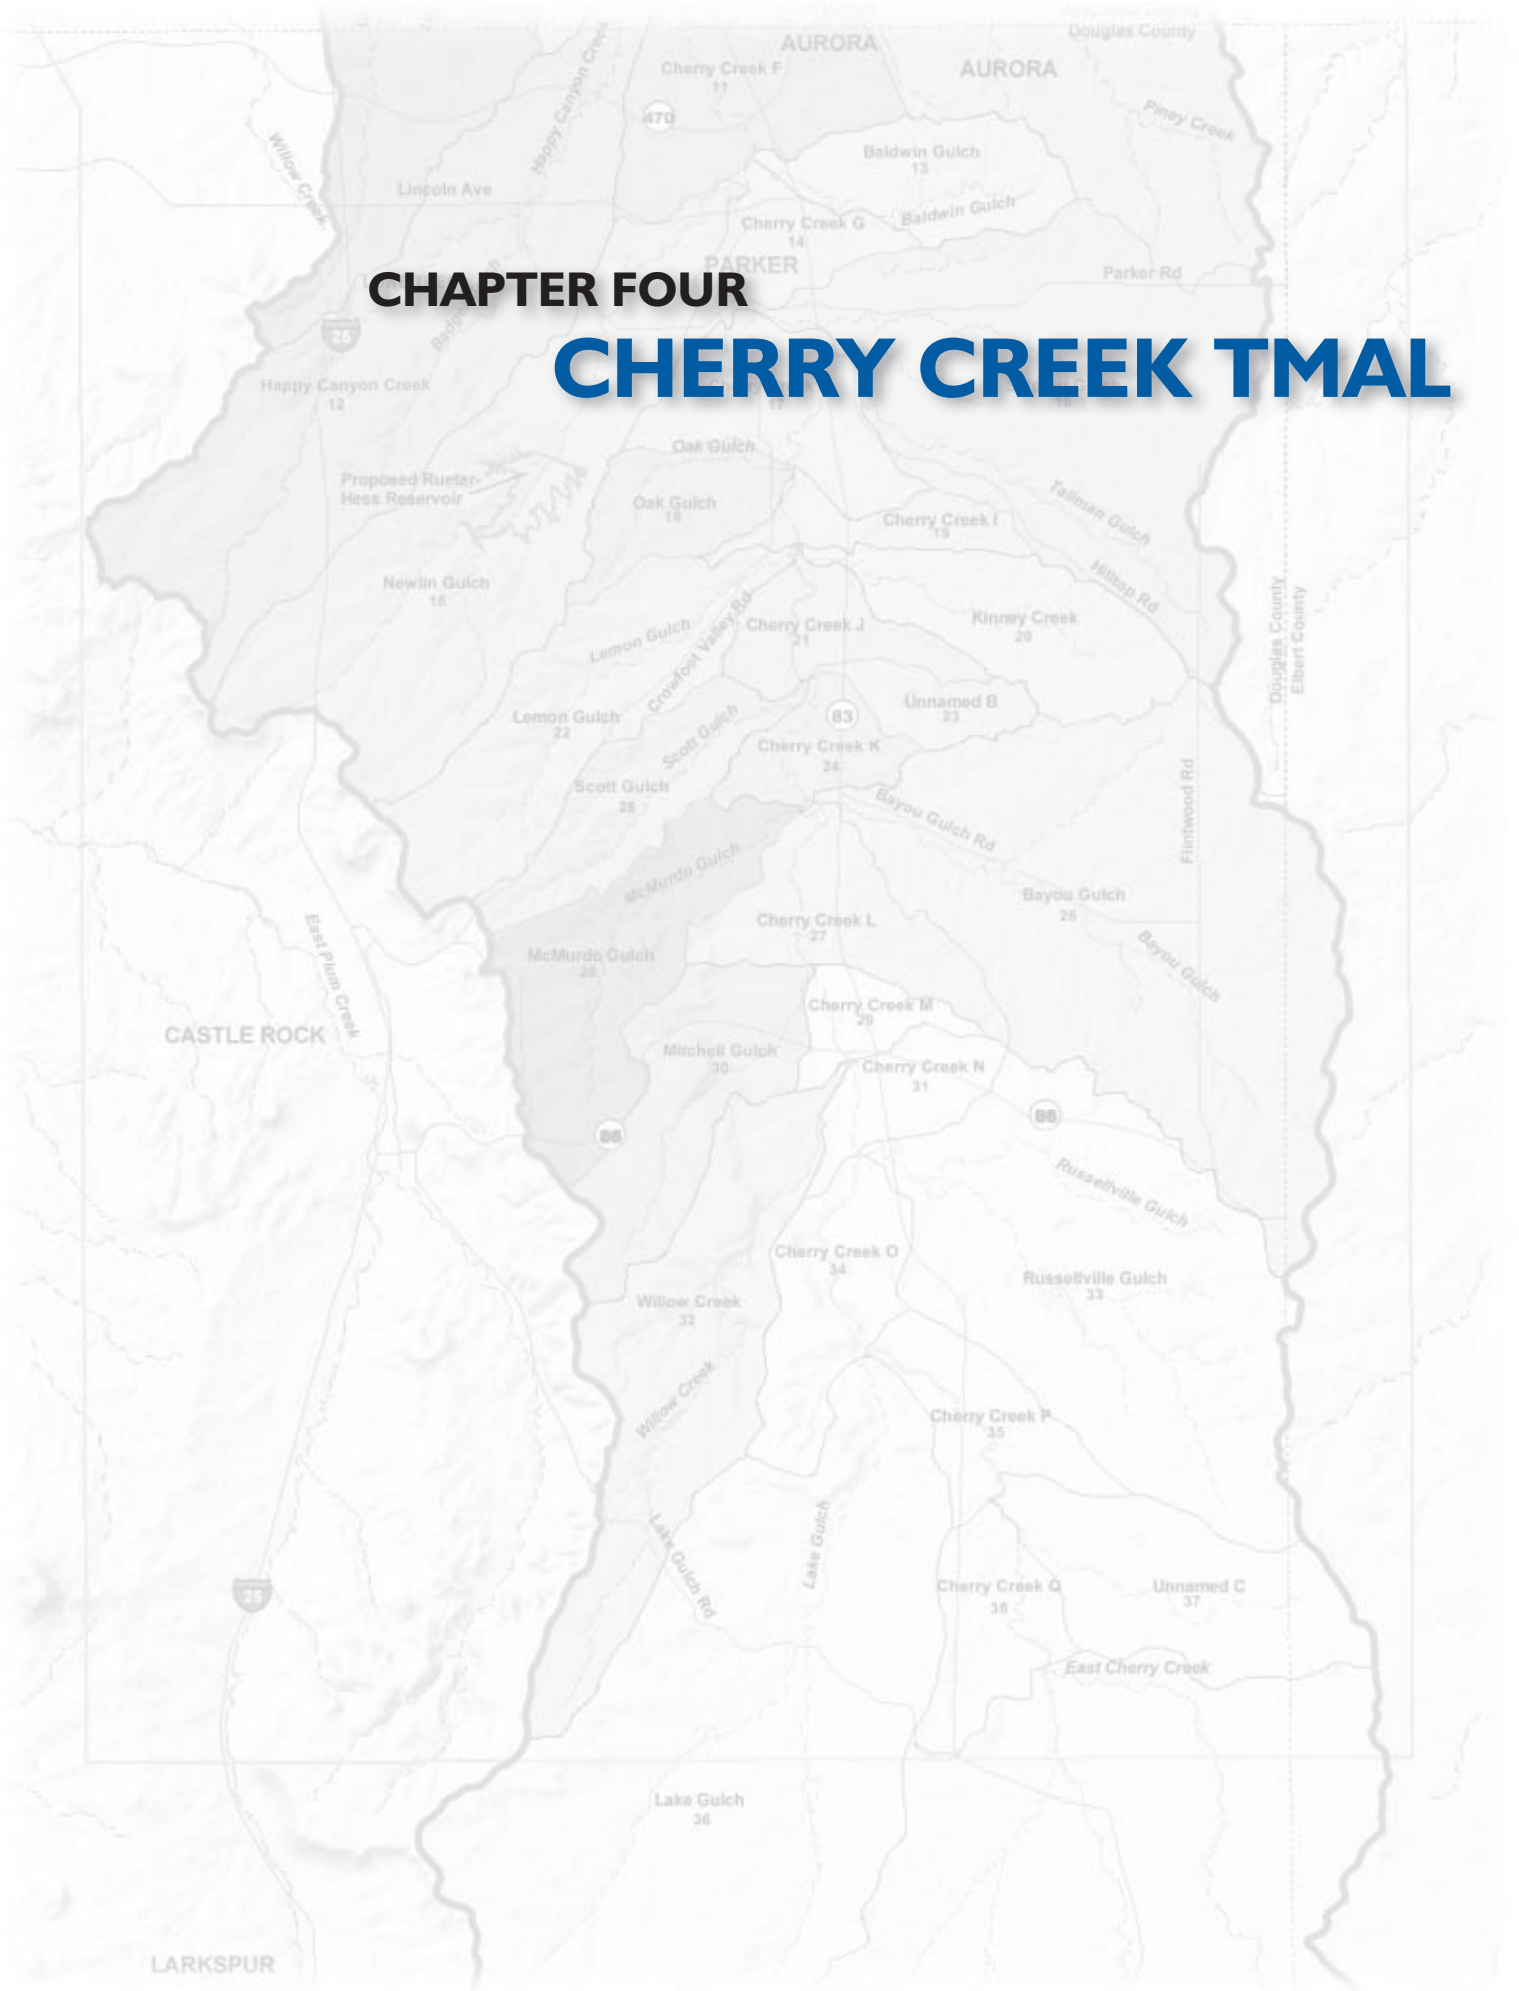 AURORA
Douglas County
Cherry Creek F
11
AURORA
470
Happy Canyon Creek
Piney Creek
Willow Creek
Baldwin Gulch
13
Lincoln Ave
Baldwin Gulch
Cherry Creek G
14
PARKER
Parker Rd
CHAPTER FOUR
25
CHERRY CREEK TMAL
Happy Canyon Creek
12
17
16
Oak Gulch
Proposed Rueter-
Hess Reservoir
Oak Gulch
18
Tallman Gulch
Cherry Creek I
19
Newlin Gulch
15
Hilltop Rd
Douglas County
Elbert County
Lemon Gulch
Crowfoot Valley Rd
Cherry Creek J
21
Kinney Creek
20
Lemon Gulch
22
Scott Gulch
83
Unnamed B
23
Cherry Creek K
24
Scott Gulch
25
Bayou Gulch Rd
Flintwood Rd
McMurdo Gulch
Bayou Gulch
26
Cherry Creek L
27
East Plum Creek
McMurdo Gulch
28
Bayou Gulch
Cherry Creek M
29
CASTLE ROCK
Mitchell Gulch
30
Cherry Creek N
31
86
86
Russellville Gulch
Cherry Creek O
34
Russellville Gulch
33
Willow Creek
32
Willow Creek
Cherry Creek P
35
Lake Gulch Rd
Lake Gulch
25
Cherry Creek Q
38
Unnamed C
37
East Cherry Creek
Lake Gulch
36
LARKSPUR